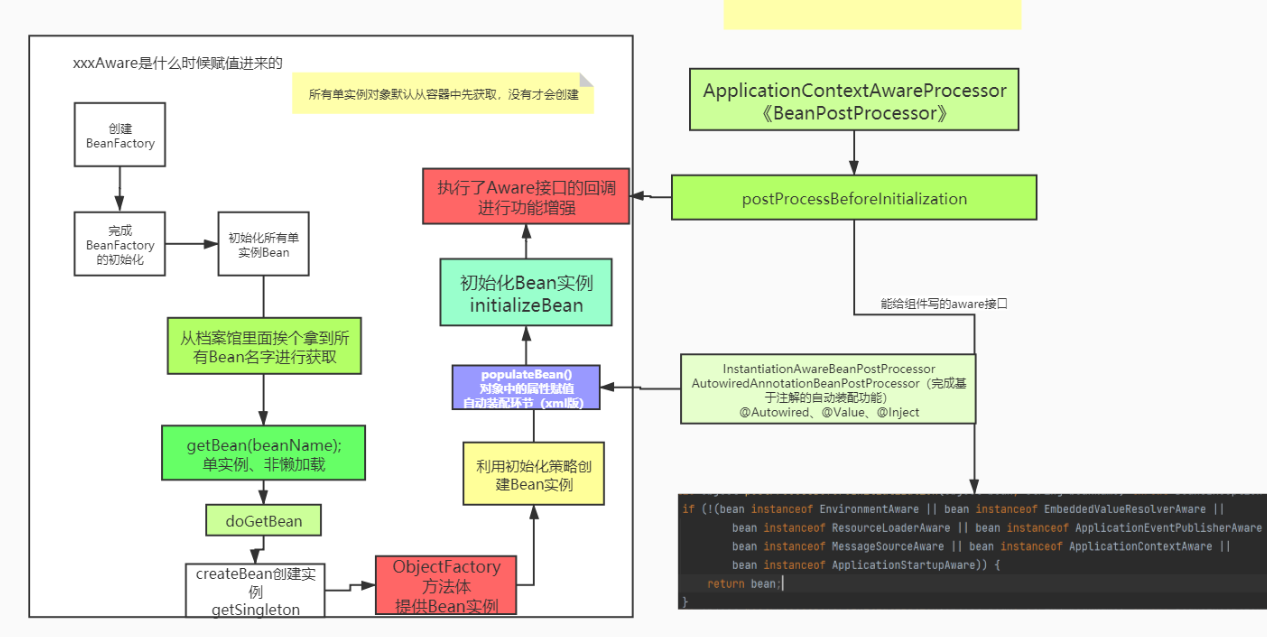 xxxAware是什么时候赋值进来的
所有单实例对象默认从容器中先获取，没有才会创建
创建
BeanFactory
完成
BeanFactory
的初始化
初始化所有单
实例Bean
从档案馆里面挨个拿到所
有Bean名字进行获取
getBean(beanName);
单实例、非懒加载
doGetBean
createBean创建实
例
getSingleton
ObjectFactory
方法体
提供Bean实例
利用初始化策略创
建Bean实例
populateBean()
对象中的属性赋值
自动装配环节（xml版）
初始化Bean实例
initializeBean
执行了Aware接口的回调
进行功能增强
ApplicationContextAwareProcessor
《BeanPostProcessor》
postProcessBeforeInitialization
能给组件写的aware接口
InstantiationAwareBeanPostProcessor
AutowiredAnnotationBeanPostProcessor（完成基
于注解的自动装配功能）
@Autowired、@Value、@Inject
if (!(bean instanceof EnvironmentAware || bean instanceof EmbeddedValueResolverAware ||
bean instanceof ResourceLoaderAware || bean instanceof ApplicationEventPublisherAware
bean instanceof MessageSourceAware || bean instanceof ApplicationContextAware ||
bean instanceof ApplicationStartupAware)) {
return bean;
}